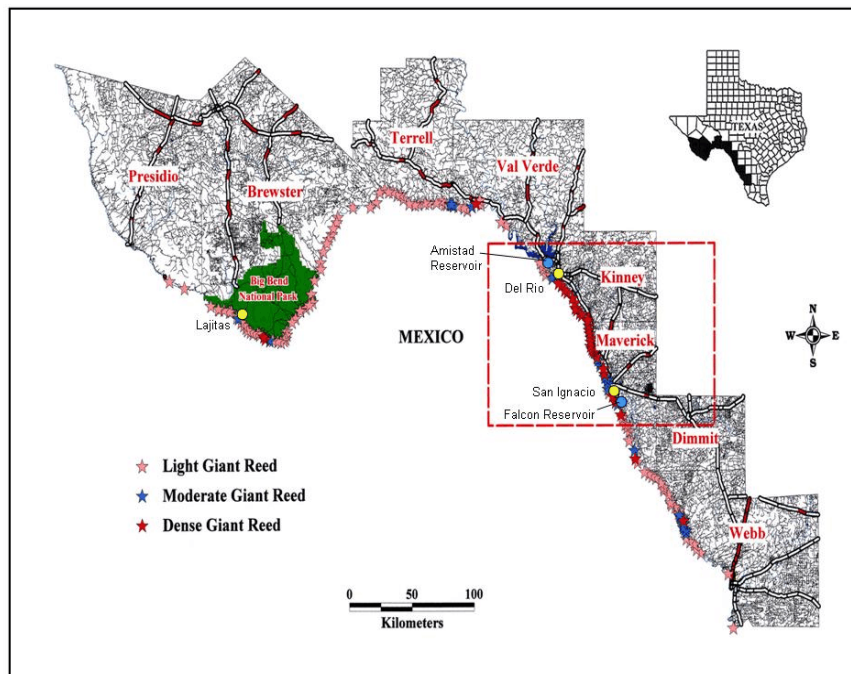 TEXAS
Terrell
Val Verde
Presidio
Brewster
Amistad
Reservoir
Big Bend
National Park
Kinney
Del Rio
Lajitas
MEXICO
Maverick
N
W
E
S
San Ignacio
Falcon Reservoir
Dimmit
Light Giant Reed
Moderate Giant Reed
Dense Giant Reed
Webb
0 50 100
Kilometers